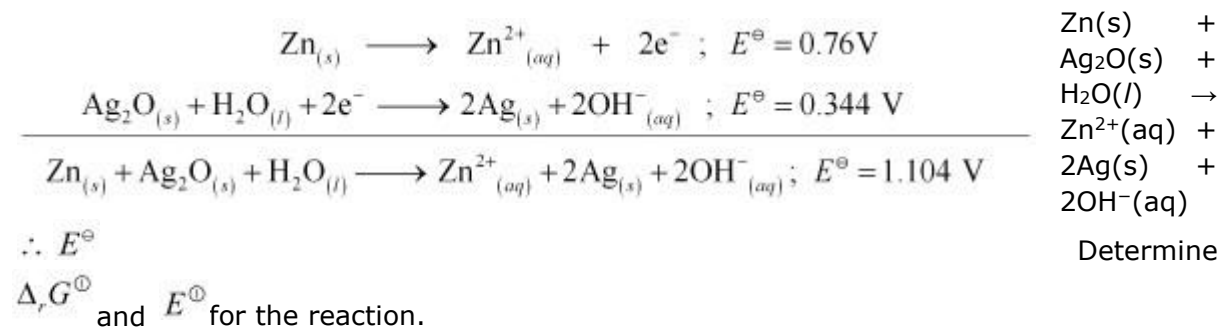 Zn(s) ⟶ Zn²⁺(aq) + 2e⁻ ; E⊖ = 0.76V
Ag₂O(s) + H₂O(l) + 2e⁻ ⟶ 2Ag(s) + 2OH⁻(aq) ; E⊖ = 0.344 V
Zn(s) + Ag₂O(s) + H₂O(l) ⟶ Zn²⁺(aq) + 2Ag(s) + 2OH⁻(aq) ; E⊖ = 1.104 V
∴ E⊖
ΔᵣG⦶ and E⦶ for the reaction.
Zn(s) +
Ag₂O(s) +
H₂O(l) →
Zn²⁺(aq) +
2Ag(s) +
2OH⁻(aq)
Determine